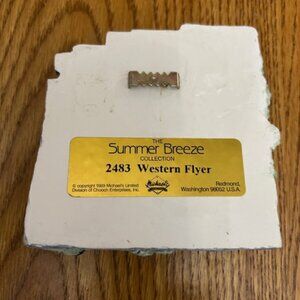 THE
Summer Breeze
COLLECTION
2483 Western Flyer
© copyright 1989 Michael's Limited
Division of Chooch Enterprises, Inc.
Michael's
Redmond,
Washington 98052 U.S.A.